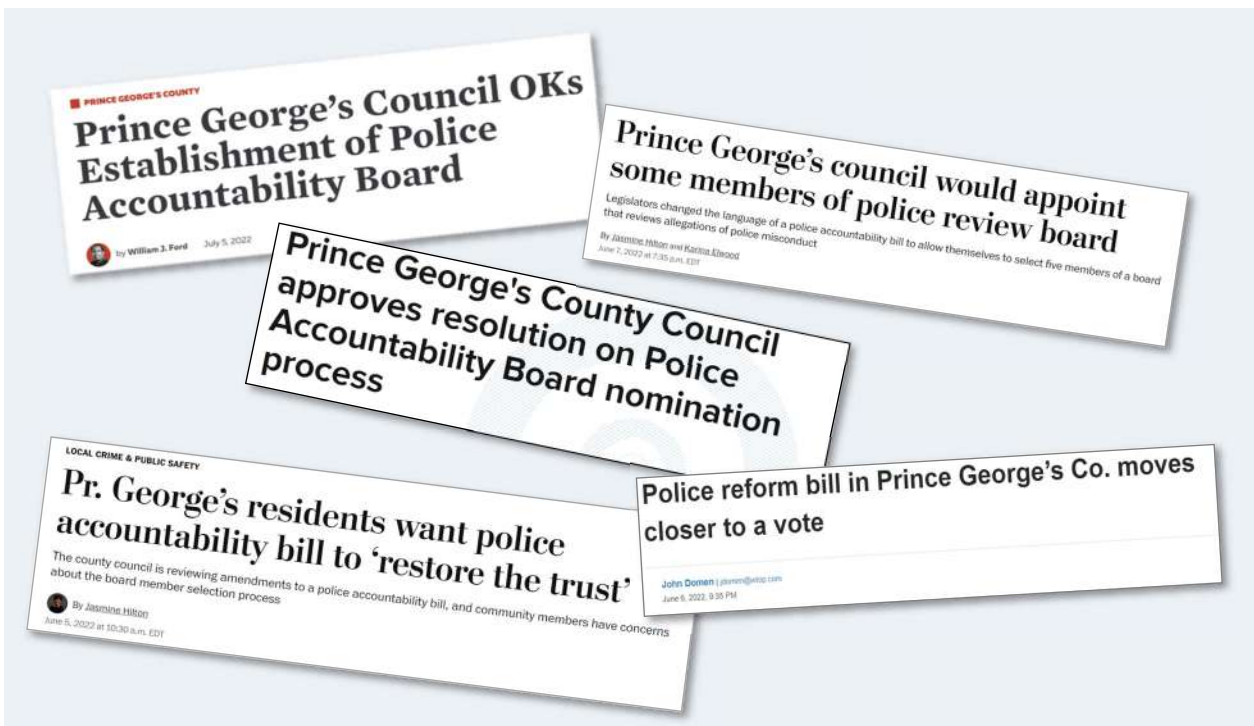 PRINCE GEORGE'S COUNTY
Prince George's Council OKs
Establishment of Police
Accountability Board
by William J. Ford July 5, 2022
Prince George's council would appoint
some members of police review board
Legislators changed the language of a police accountability bill to allow themselves to select five members of a board
that reviews allegations of police misconduct
By Jasmine Hilton and Karina Elwood
June 7, 2022 at 7:35 p.m. EDT
Prince George's County Council
approves resolution on Police
Accountability Board nomination
process
LOCAL CRIME & PUBLIC SAFETY
Pr. George's residents want police
accountability bill to ‘restore the trust’
The county council is reviewing amendments to a police accountability bill, and community members have concerns
about the board member selection process
By Jasmine Hilton
June 5, 2022 at 10:30 a.m. EDT
Police reform bill in Prince George's Co. moves
closer to a vote
John Domen |
June 6, 2022, 9:35 PM